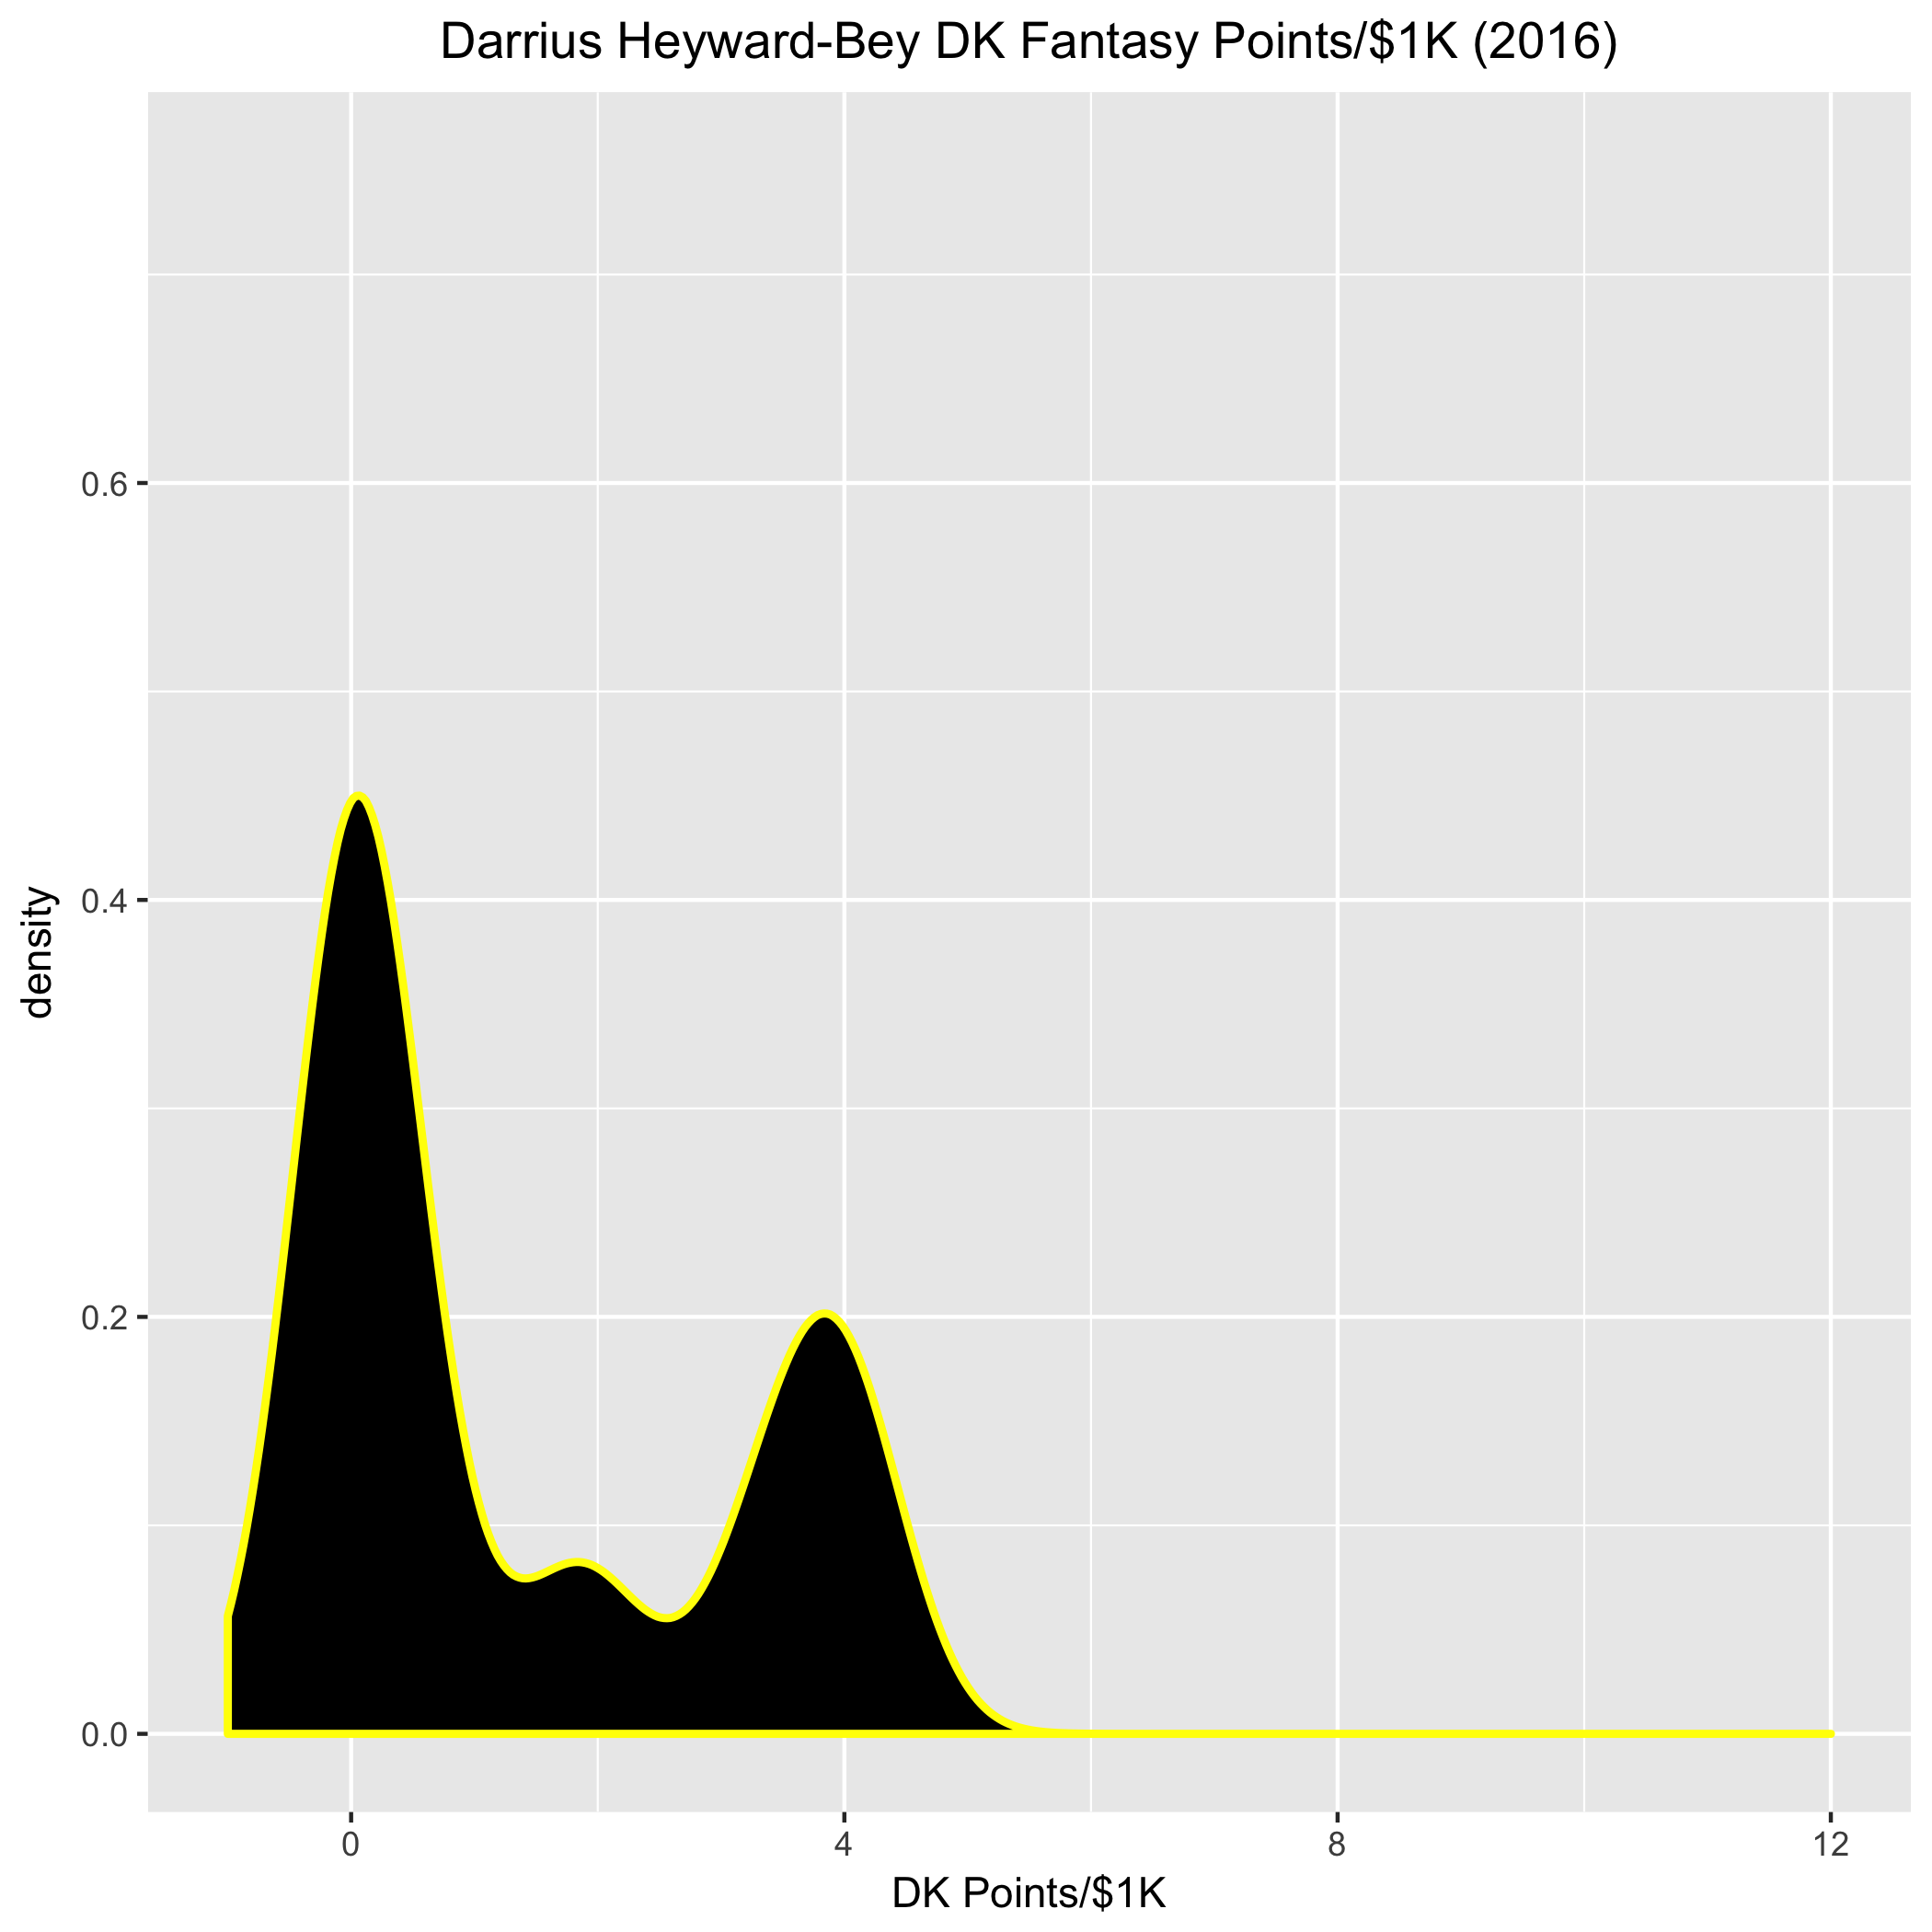 Darrius Heyward-Bey DK Fantasy Points/$1K (2016)
density
0.6
0.4
0.2
0.0
0 4 8 12
DK Points/$1K